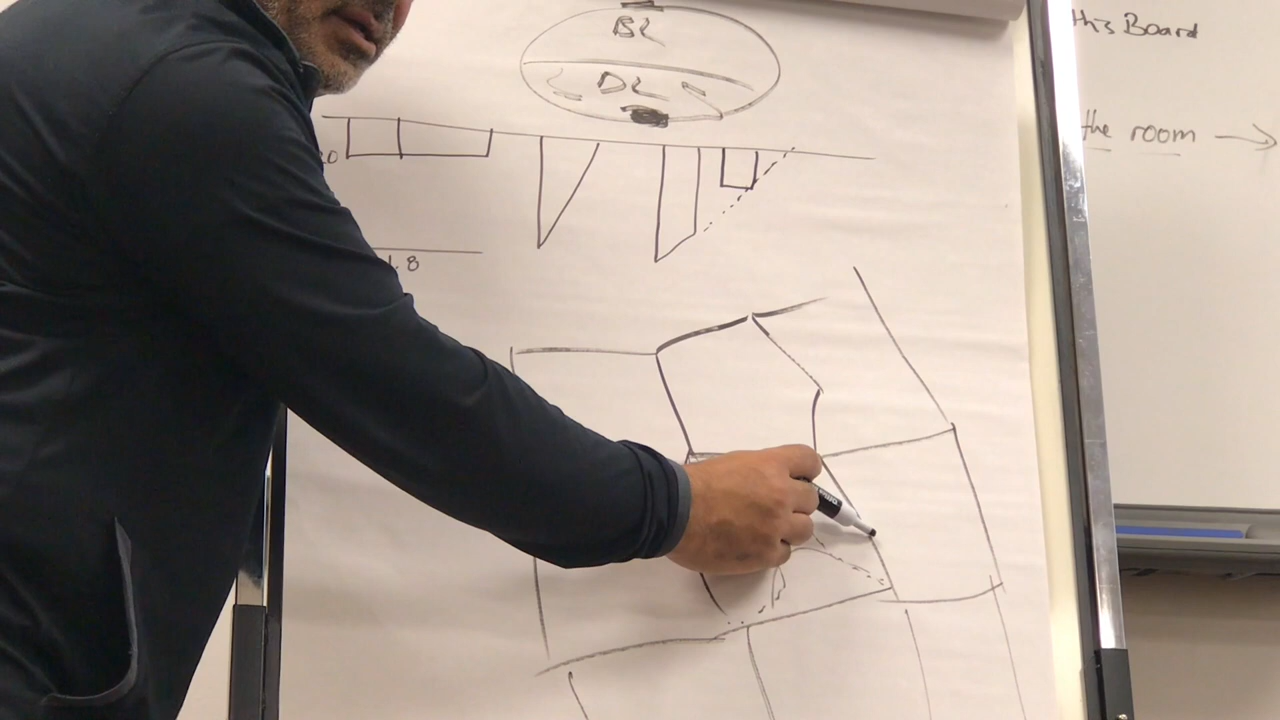 BL
DL
this Board
the room →
.8